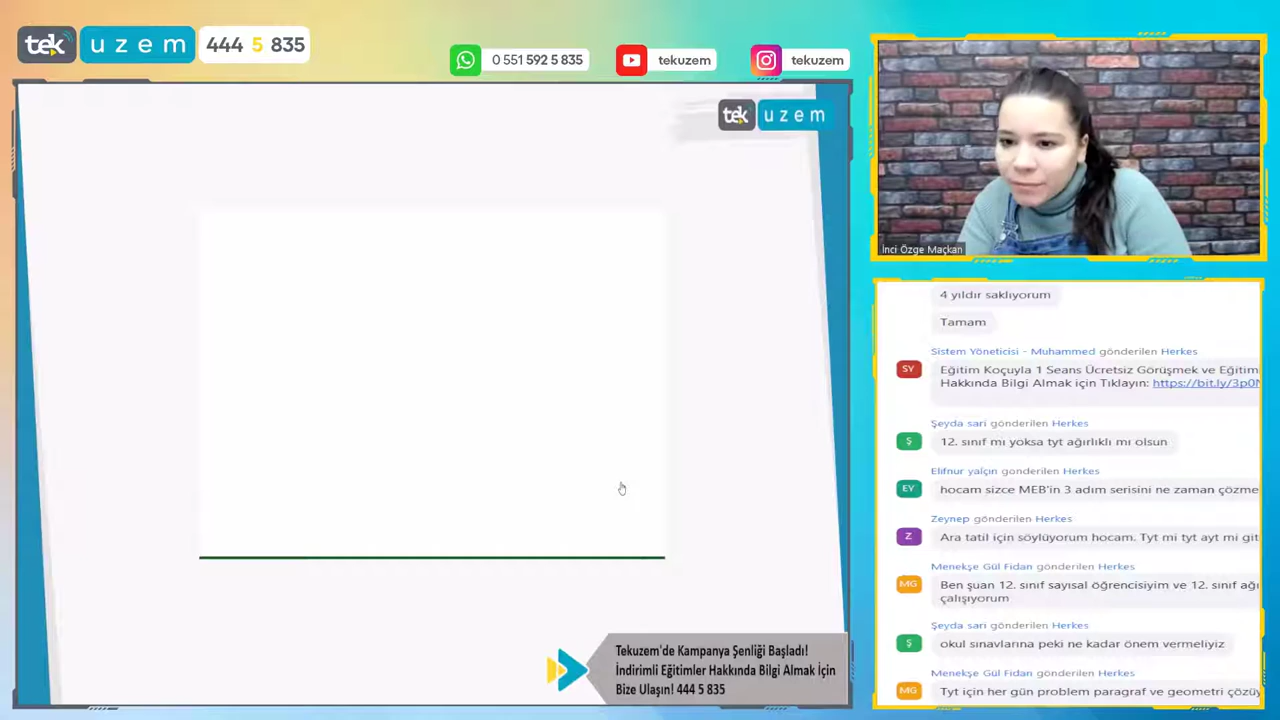 tek uzem 444 5 835
0 551 592 5 835
tekuzem
tekuzem
tek uzem
İnci Özge Maçkan
4 yıldır saklıyorum
Tamam
Sistem Yöneticisi - Muhammed gönderilen Herkes
SY
Eğitim Koçuyla 1 Seans Ücretsiz Görüşmek ve Eğitim
Hakkında Bilgi Almak için Tıklayın: https://bit.ly/3p0
Şeyda sari gönderilen Herkes
Ş
12. sınıf mı yoksa tyt ağırlıklı mı olsun
Elifnur yalçın gönderilen Herkes
EY
hocam sizce MEB'in 3 adım serisini ne zaman çözme
Zeynep gönderilen Herkes
Z
Ara tatil için söylüyorum hocam. Tyt mi tyt ayt mi git
Menekşe Gül Fidan gönderilen Herkes
MG
Ben şuan 12. sınıf sayısal öğrencisiyim ve 12. sınıf ağı
çalışıyorum
Şeyda sari gönderilen Herkes
Ş
okul sınavlarına peki ne kadar önem vermeliyiz
Menekşe Gül Fidan gönderilen Herkes
MG
Tyt için her gün problem paragraf ve geometri çözüy
Tekuzem'de Kampanya Şenliği Başladı!
İndirimli Eğitimler Hakkında Bilgi Almak İçin
Bize Ulaşın! 444 5 835